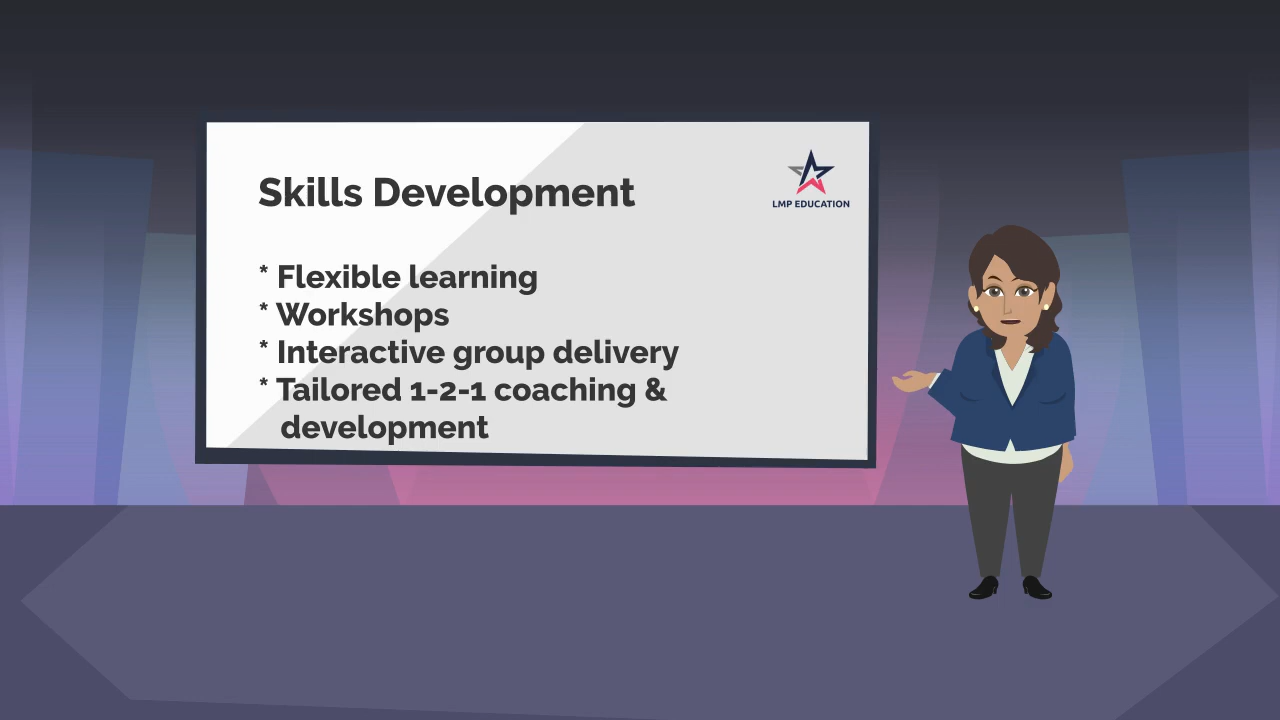 Skills Development
LMP EDUCATION
* Flexible learning
* Workshops
* Interactive group delivery
* Tailored 1-2-1 coaching &
development